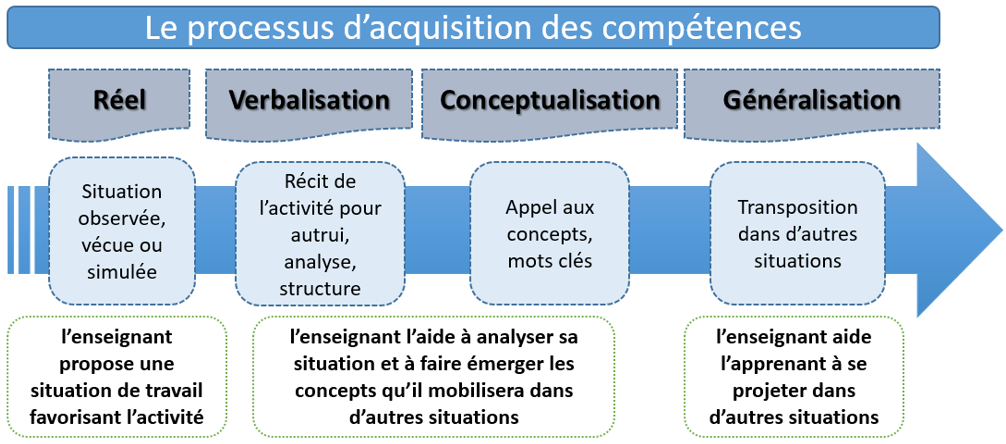 Le processus d’acquisition des compétences
Réel
Verbalisation
Conceptualisation
Généralisation
Situation
observée,
vécue ou
simulée
Récit de
l’activité pour
autrui,
analyse,
structure
Appel aux
concepts,
mots clés
Transposition
dans d’autres
situations
l’enseignant
propose une
situation de travail
favorisant l’activité
l’enseignant l’aide à analyser sa
situation et à faire émerger les
concepts qu’il mobilisera dans
d’autres situations
l’enseignant aide
l’apprenant à se
projeter dans
d’autres situations